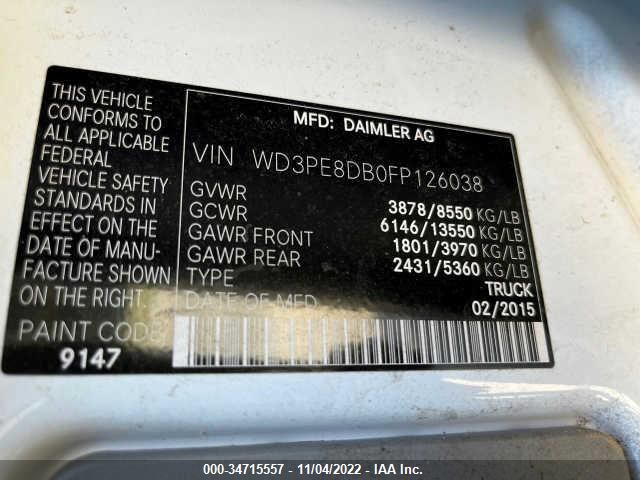 THIS VEHICLE
CONFORMS TO
ALL APPLICABLE
FEDERAL
VEHICLE SAFETY
STANDARDS IN
EFFECT ON THE
DATE OF MANU-
FACTURE SHOWN
ON THE RIGHT.
PAINT CODE
9147
MFD: DAIMLER AG
VIN WD3PE8DB0FP126038
GVWR 3878/8550 KG/LB
GCWR 6146/13550 KG/LB
GAWR FRONT 1801/3970 KG/LB
GAWR REAR 2431/5360 KG/LB
TYPE TRUCK
DATE OF MFD 02/2015
000-34715557 - 11/04/2022 - IAA Inc.